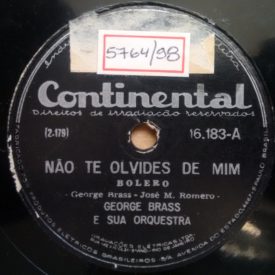 5764/98
Continental
Direitos de irradiação reservados
(2.179)
16.183-A
NÃO TE OLVIDES DE MIM
BOLERO
George Brass - José M. Romero
GEORGE BRASS
E SUA ORQUESTRA